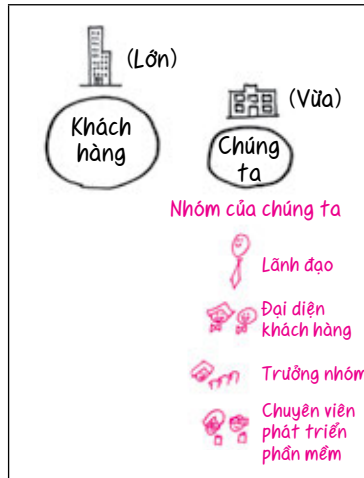 (Lớn)
(Vừa)
Khách
hàng
Chúng
ta
Nhóm của chúng ta
Lãnh đạo
Đại diện
khách hàng
Trưởng nhóm
Chuyên viên
phát triển
phần mềm